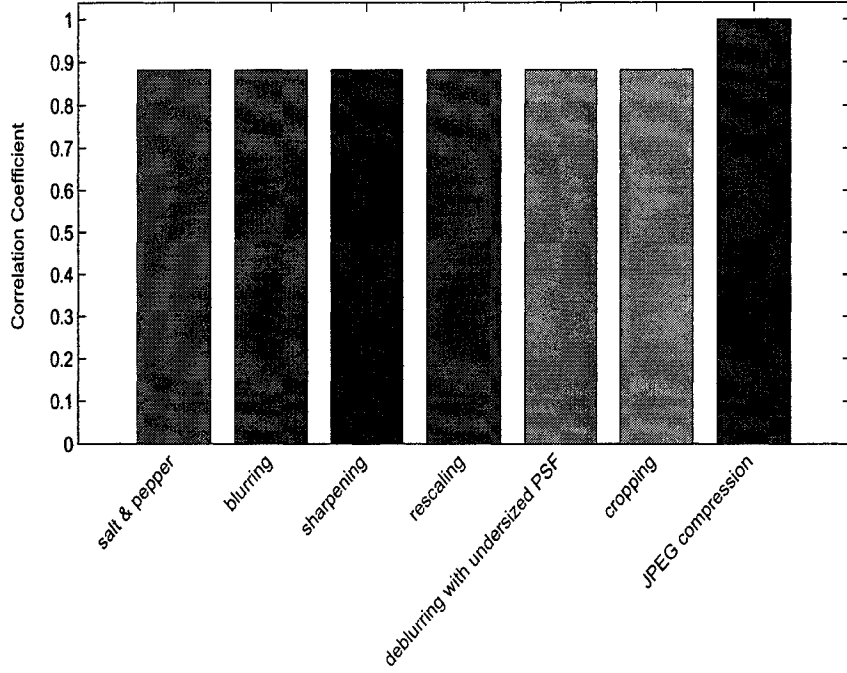 1
0.9
0.8
0.7
0.6
0.5
0.4
0.3
0.2
0.1
0
Correlation Coefficient
salt & pepper
blurring
sharpening
rescaling
deblurring with undersized PSF
cropping
JPEG compression